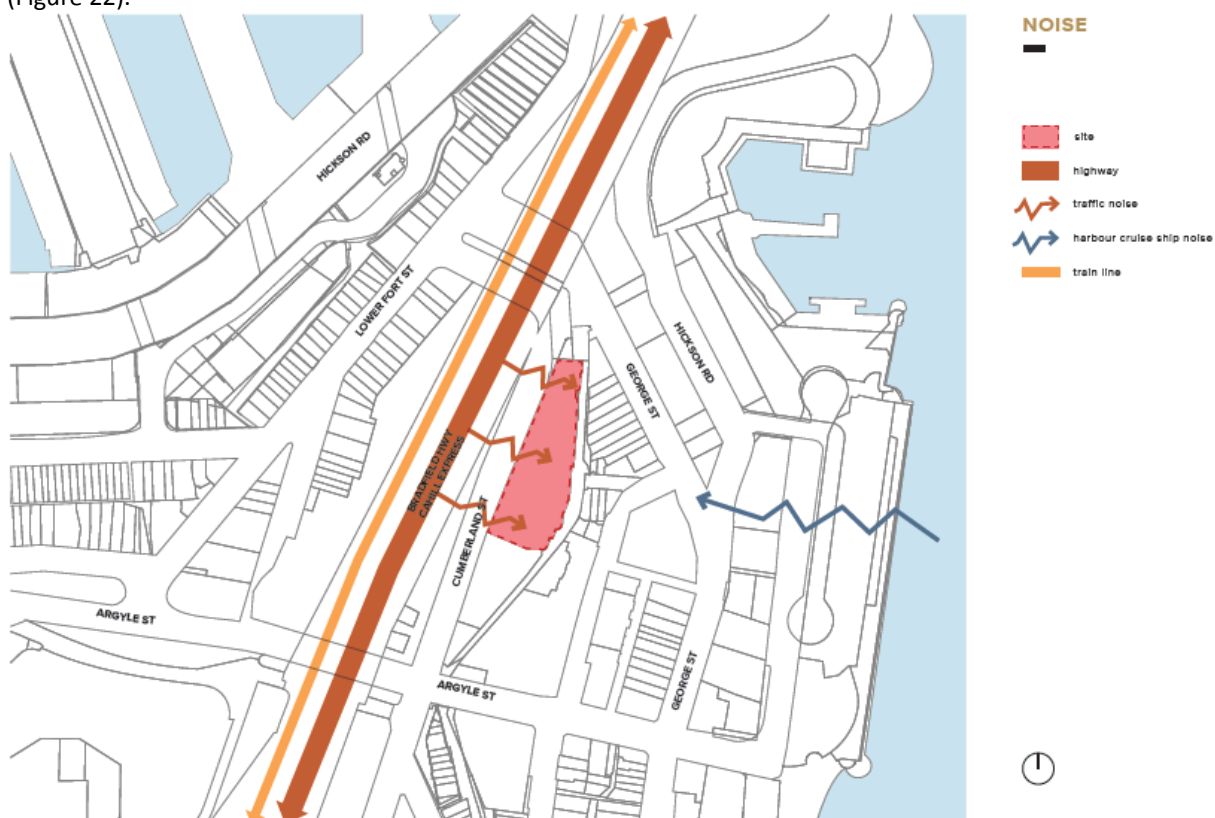 (Figure 22).
NOISE
site
highway
traffic noise
harbour cruise ship noise
train line
HICKSON RD
LOWER FORT ST
HICKSON RD
GEORGE ST
BRADFIELD HWY
CAHILL EXPRESS
CUMBERLAND ST
ARGYLE ST
ARGYLE ST
GEORGE ST